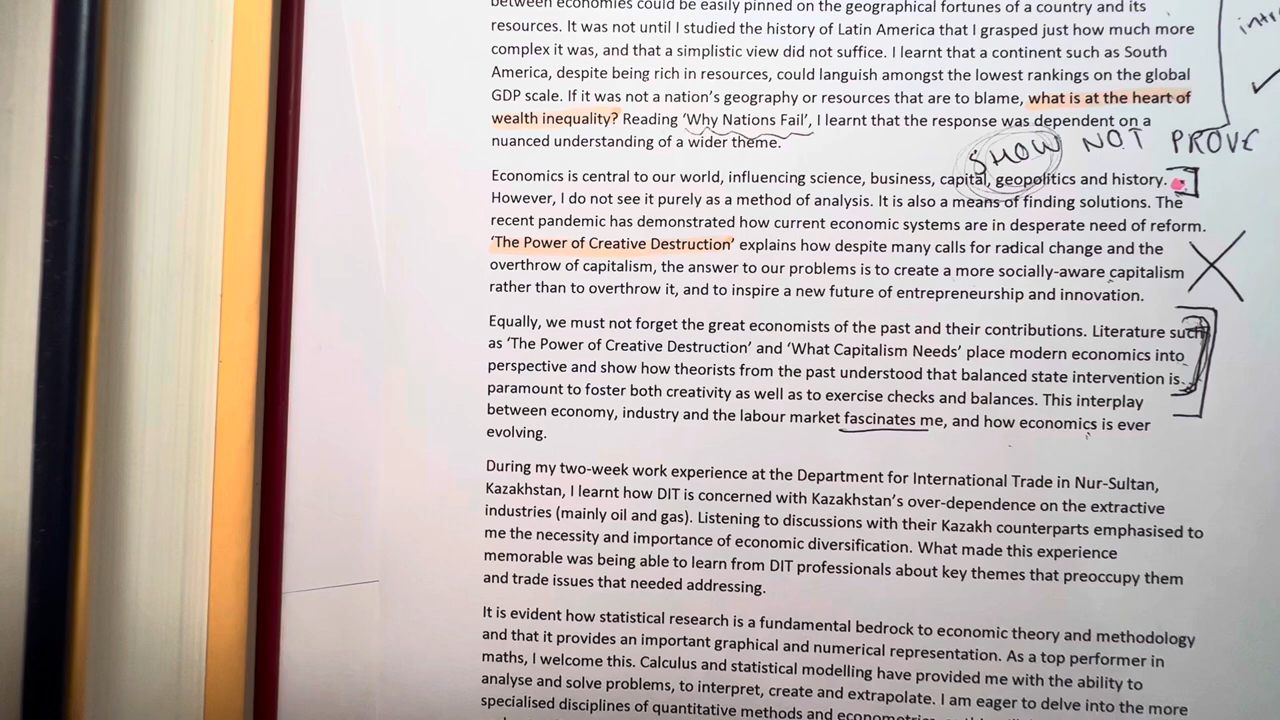 between economies could be easily pinned on the geographical fortunes of a country and its
resources. It was not until I studied the history of Latin America that I grasped just how much more
complex it was, and that a simplistic view did not suffice. I learnt that a continent such as South
America, despite being rich in resources, could languish amongst the lowest rankings on the global
GDP scale. If it was not a nation's geography or resources that are to blame, what is at the heart of
wealth inequality? Reading 'Why Nations Fail', I learnt that the response was dependent on a
nuanced understanding of a wider theme.
SHOW NOT PROVE
Economics is central to our world, influencing science, business, capital, geopolitics and history.
However, I do not see it purely as a method of analysis. It is also a means of finding solutions. The
recent pandemic has demonstrated how current economic systems are in desperate need of reform.
'The Power of Creative Destruction' explains how despite many calls for radical change and the
overthrow of capitalism, the answer to our problems is to create a more socially-aware capitalism
rather than to overthrow it, and to inspire a new future of entrepreneurship and innovation.
Equally, we must not forget the great economists of the past and their contributions. Literature such
as 'The Power of Creative Destruction' and 'What Capitalism Needs' place modern economics into
perspective and show how theorists from the past understood that balanced state intervention is
paramount to foster both creativity as well as to exercise checks and balances. This interplay
between economy, industry and the labour market fascinates me, and how economics is ever
evolving.
During my two-week work experience at the Department for International Trade in Nur-Sultan,
Kazakhstan, I learnt how DIT is concerned with Kazakhstan's over-dependence on the extractive
industries (mainly oil and gas). Listening to discussions with their Kazakh counterparts emphasised to
me the necessity and importance of economic diversification. What made this experience
memorable was being able to learn from DIT professionals about key themes that preoccupy them
and trade issues that needed addressing.
It is evident how statistical research is a fundamental bedrock to economic theory and methodology
and that it provides an important graphical and numerical representation. As a top performer in
maths, I welcome this. Calculus and statistical modelling have provided me with the ability to
analyse and solve problems, to interpret, create and extrapolate. I am eager to delve into the more
specialised disciplines of quantitative methods and